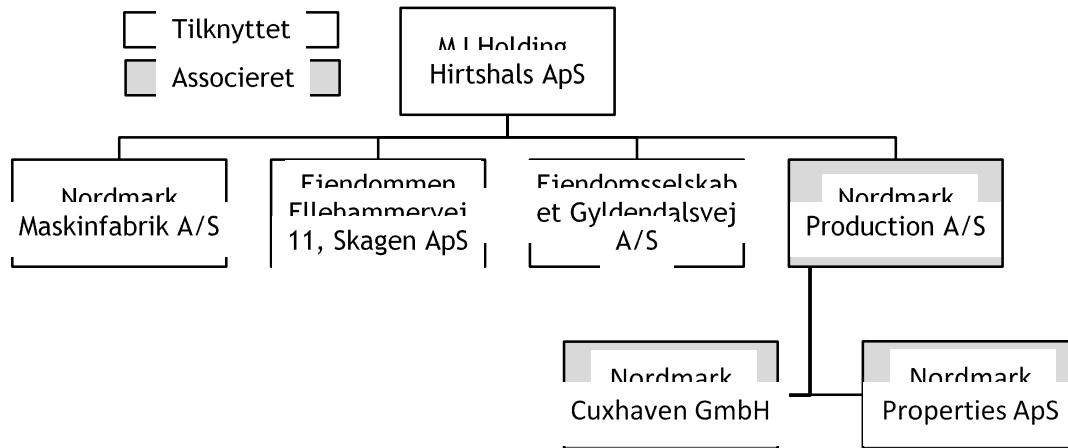 Tilknyttet
Associeret
MJ Holding
Hirtshals ApS
Nordmark
Maskinfabrik A/S
Ejendommen
Ellehammervej
11, Skagen ApS
Ejendomsselskab
et Gyldendalsvej
A/S
Nordmark
Production A/S
Nordmark
Cuxhaven GmbH
Nordmark
Properties ApS